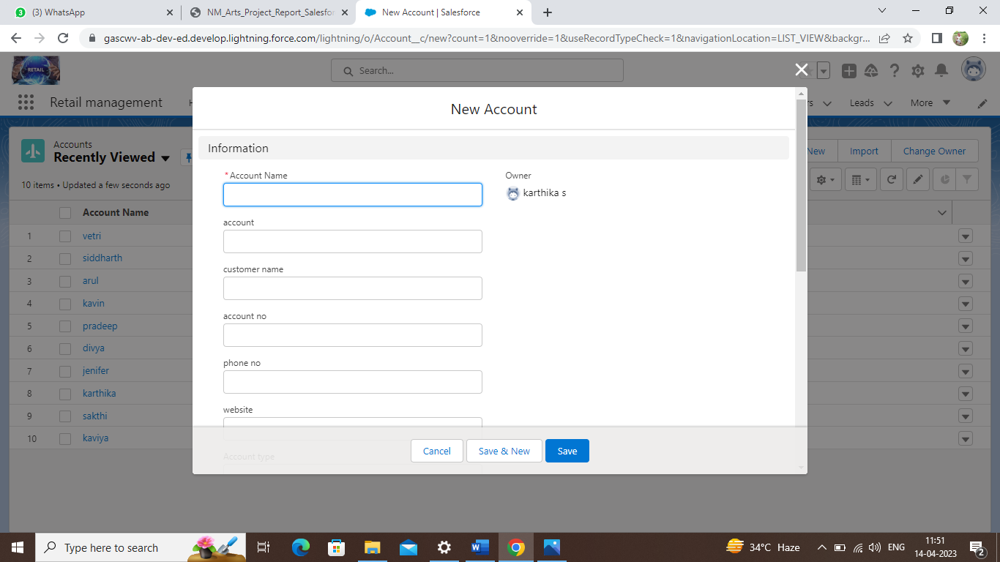 (3) WhatsApp
NM_Arts_Project_Report_Salesfor
New Account | Salesforce
gascwv-ab-dev-ed.develop.lightning.force.com/lightning/o/Account__c/new?count=1&nooverride=1&useRecordTypeCheck=1&navigationLocation=LIST_VIEW&backgr...
RETAIL
Search...
Retail management
Leads
More
New Account
Accounts
Recently Viewed
New
Import
Change Owner
10 items • Updated a few seconds ago
Information
*Account Name
Owner
karthika s
account
customer name
account no
phone no
website
Account type
Cancel
Save & New
Save
Account Name
1 vetri
2 siddharth
3 arul
4 kavin
5 pradeep
6 divya
7 jenifer
8 karthika
9 sakthi
10 kaviya
Type here to search
34°C Haze
ENG
11:51
14-04-2023
2